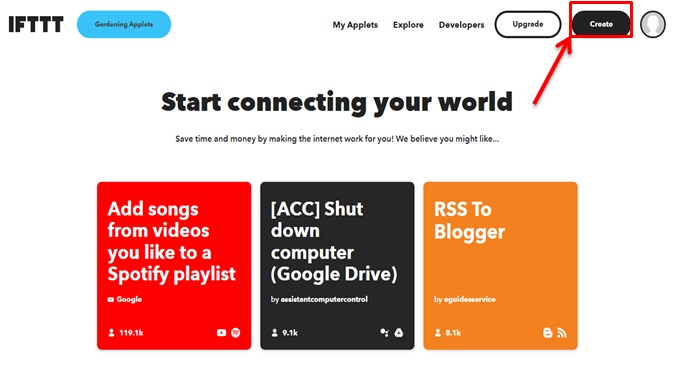 IFTTT
Gardening Applets
My Applets
Explore
Developers
Upgrade
Create
Start connecting your world
Save time and money by making the internet work for you! We believe you might like...
Add songs
from videos
you like to a
Spotify playlist
Google
119.1k
[ACC] Shut
down
computer
(Google Drive)
by assistantcomputercontrol
9.1k
RSS To
Blogger
by eguidesservice
8.1k